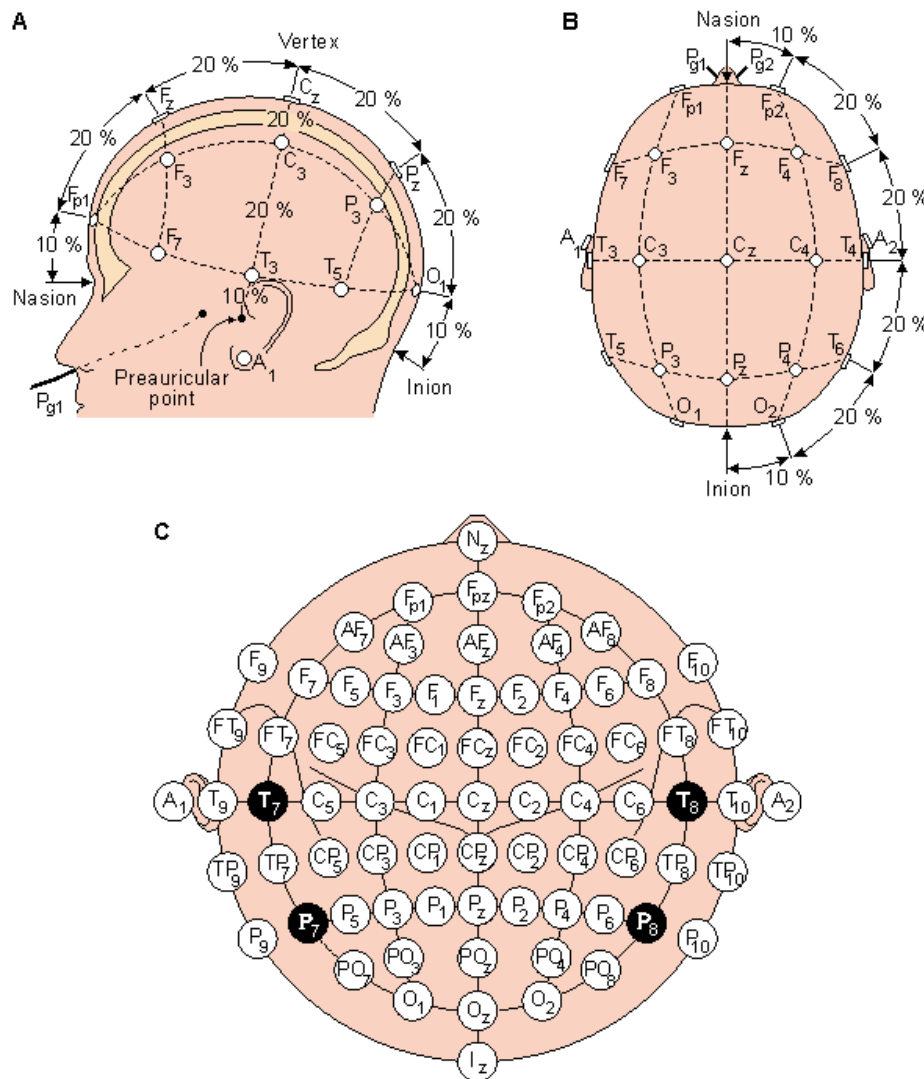 A
Vertex
20 %
20 %
Fz
Cz
20 %
20 %
F3
C3
Pz
Fp1
20 %
P3
20 %
10 %
F7
T3
T5
O1
Nasion
10 %
10 %
A1
Preauricular
point
Inion
Pg1
B
Nasion
10 %
Pg1
Pg2
Fp1
Fp2
20 %
F7
F3
Fz
F4
F8
20 %
A1
T3
C3
Cz
C4
T4
A2
20 %
T5
P3
Pz
P4
T6
O1
O2
20 %
10 %
Inion
C
Nz
Fp1 Fpz Fp2
AF7 AF3 AFz AF4 AF8
F9 F7 F5 F3 F1 Fz F2 F4 F6 F8 F10
FT9 FT7 FC5 FC3 FC1 FCz FC2 FC4 FC6 FT8 FT10
A1 T9 T7 C5 C3 C1 Cz C2 C4 C6 T8 T10 A2
TP9 TP7 CP5 CP3 CP1 CPz CP2 CP4 CP6 TP8 TP10
P9 P7 P5 P3 P1 Pz P2 P4 P6 P8 P10
PO7 PO3 POz PO4 PO8
O1 Oz O2
Iz